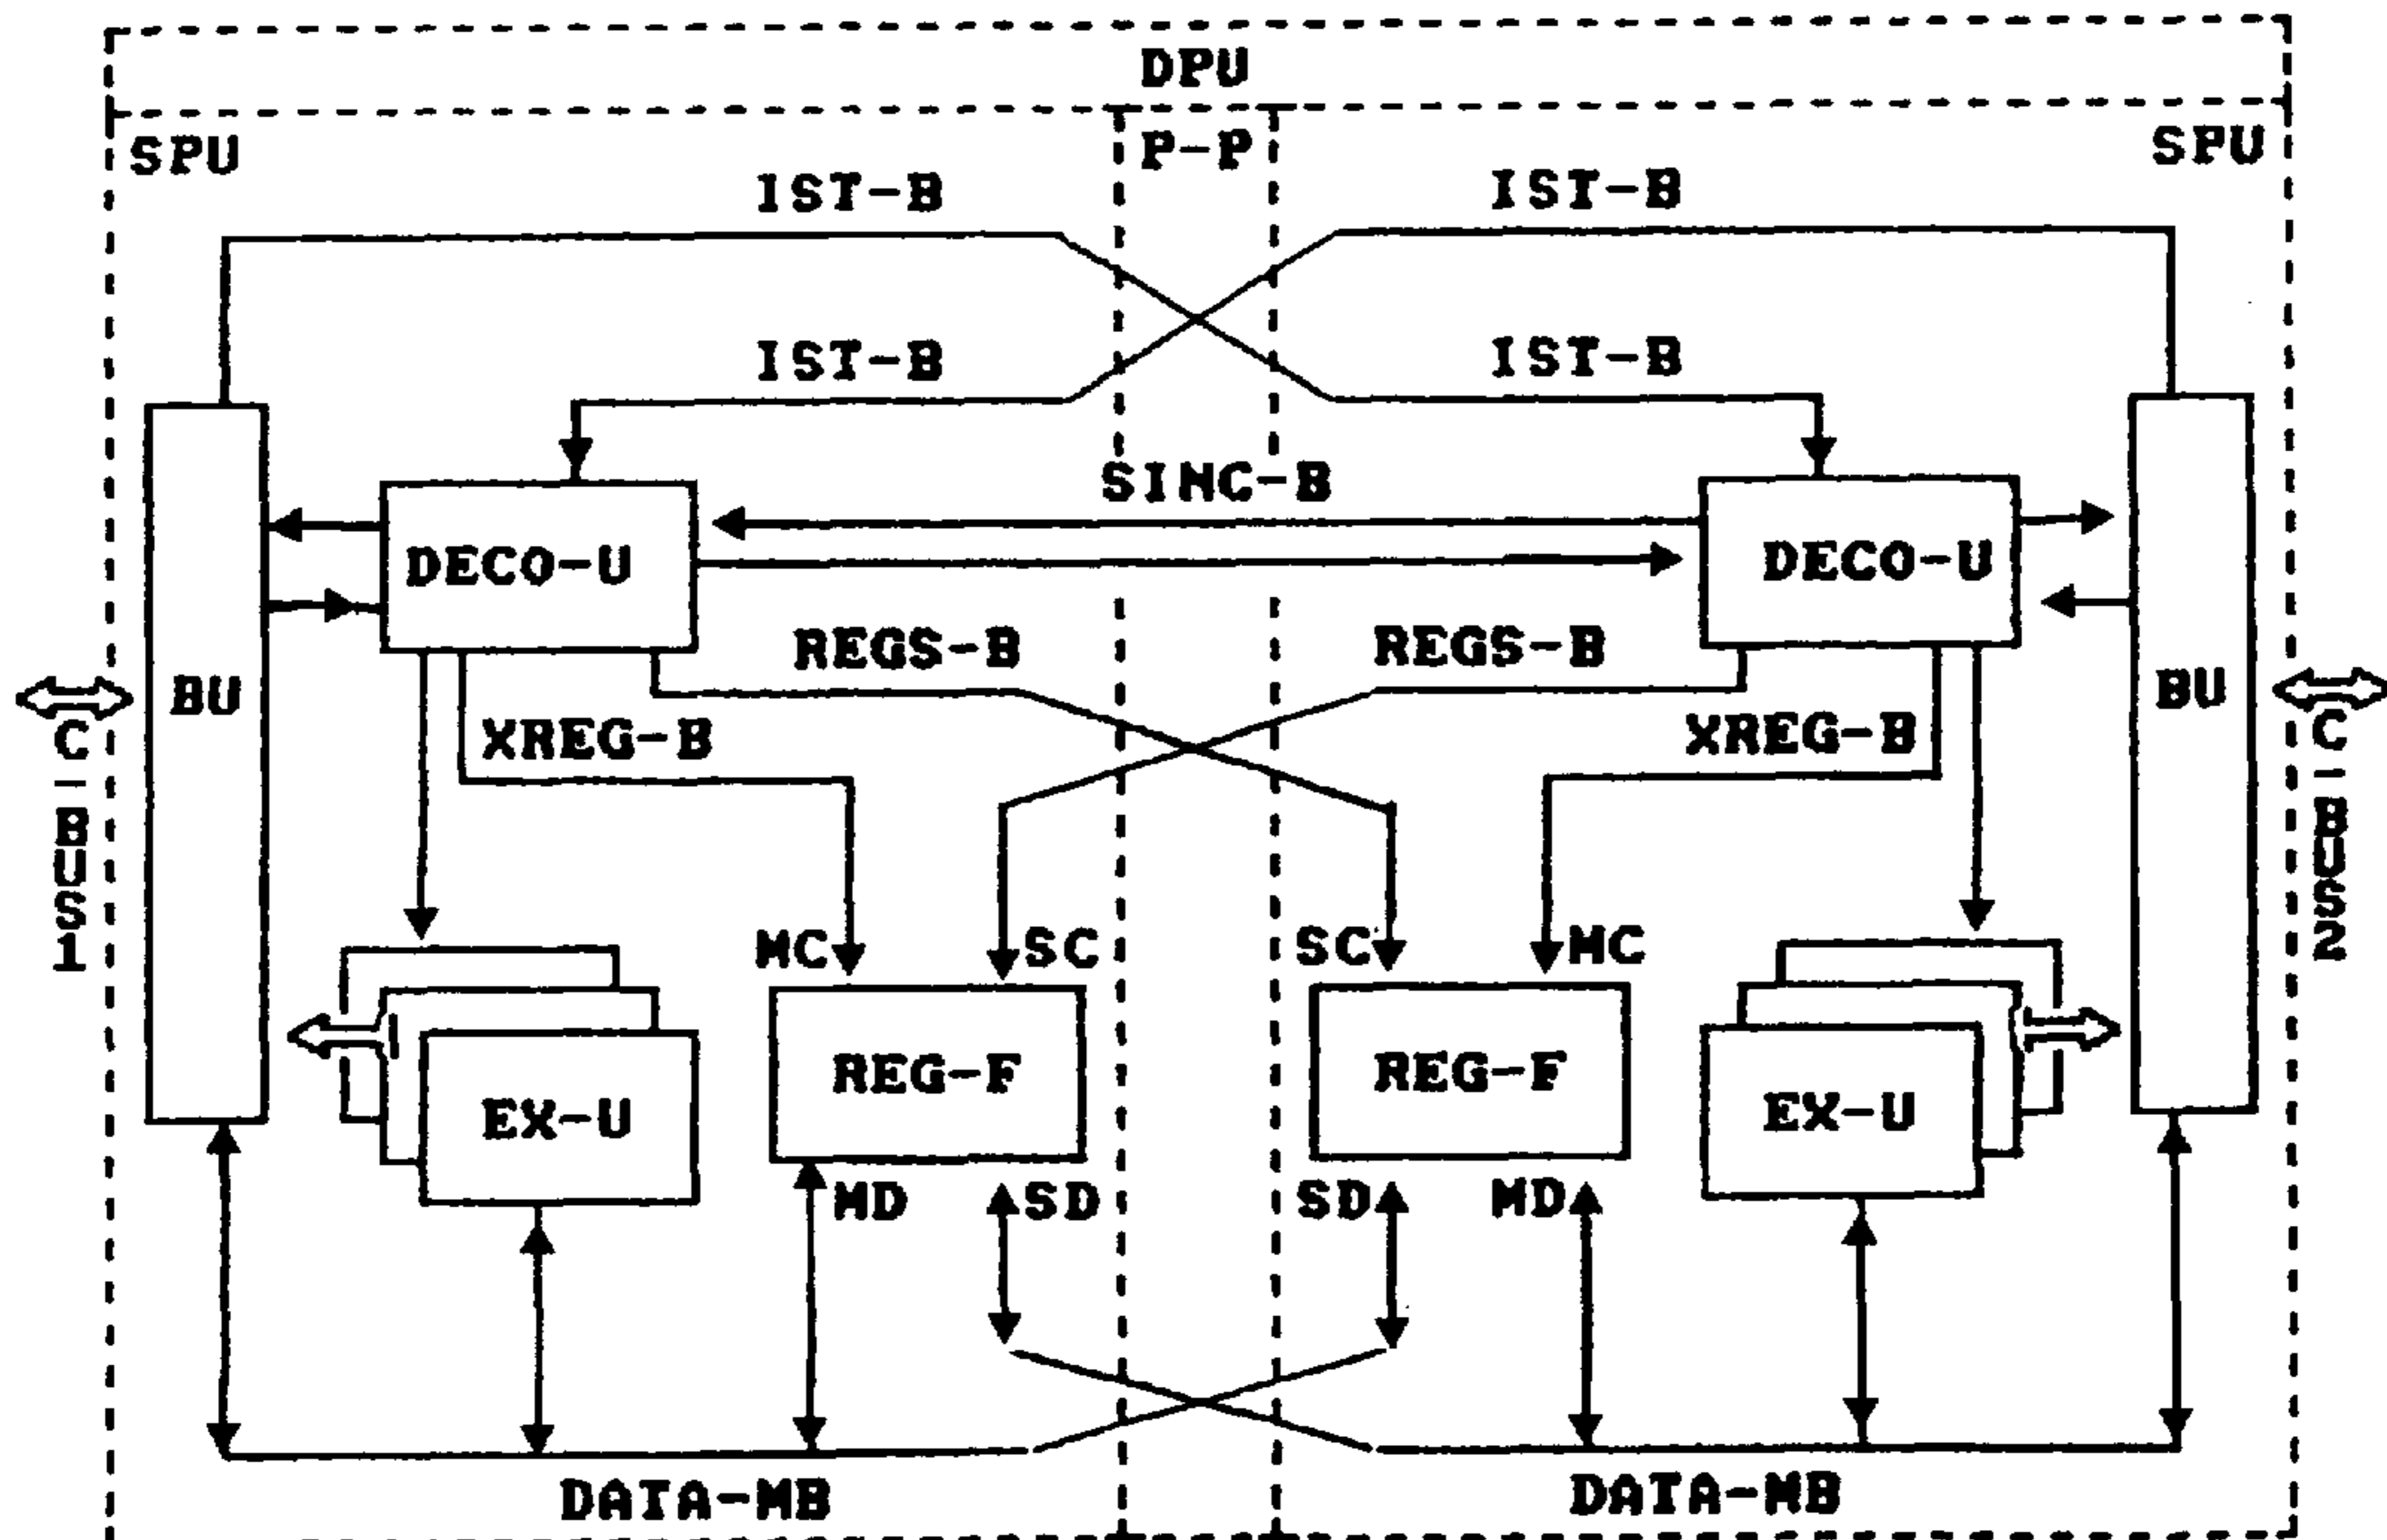 DPU
SPU
P-P
SPU
IST-B
IST-B
IST-B
IST-B
SINC-B
DECO-U
DECO-U
REGS-B
REGS-B
BU
BU
XREG-B
XREG-B
C-BUS1
C-BUS2
MC
SC
SC
MC
REG-F
REG-F
EX-U
EX-U
MD
SD
SD
MD
DATA-MB
DATA-MB